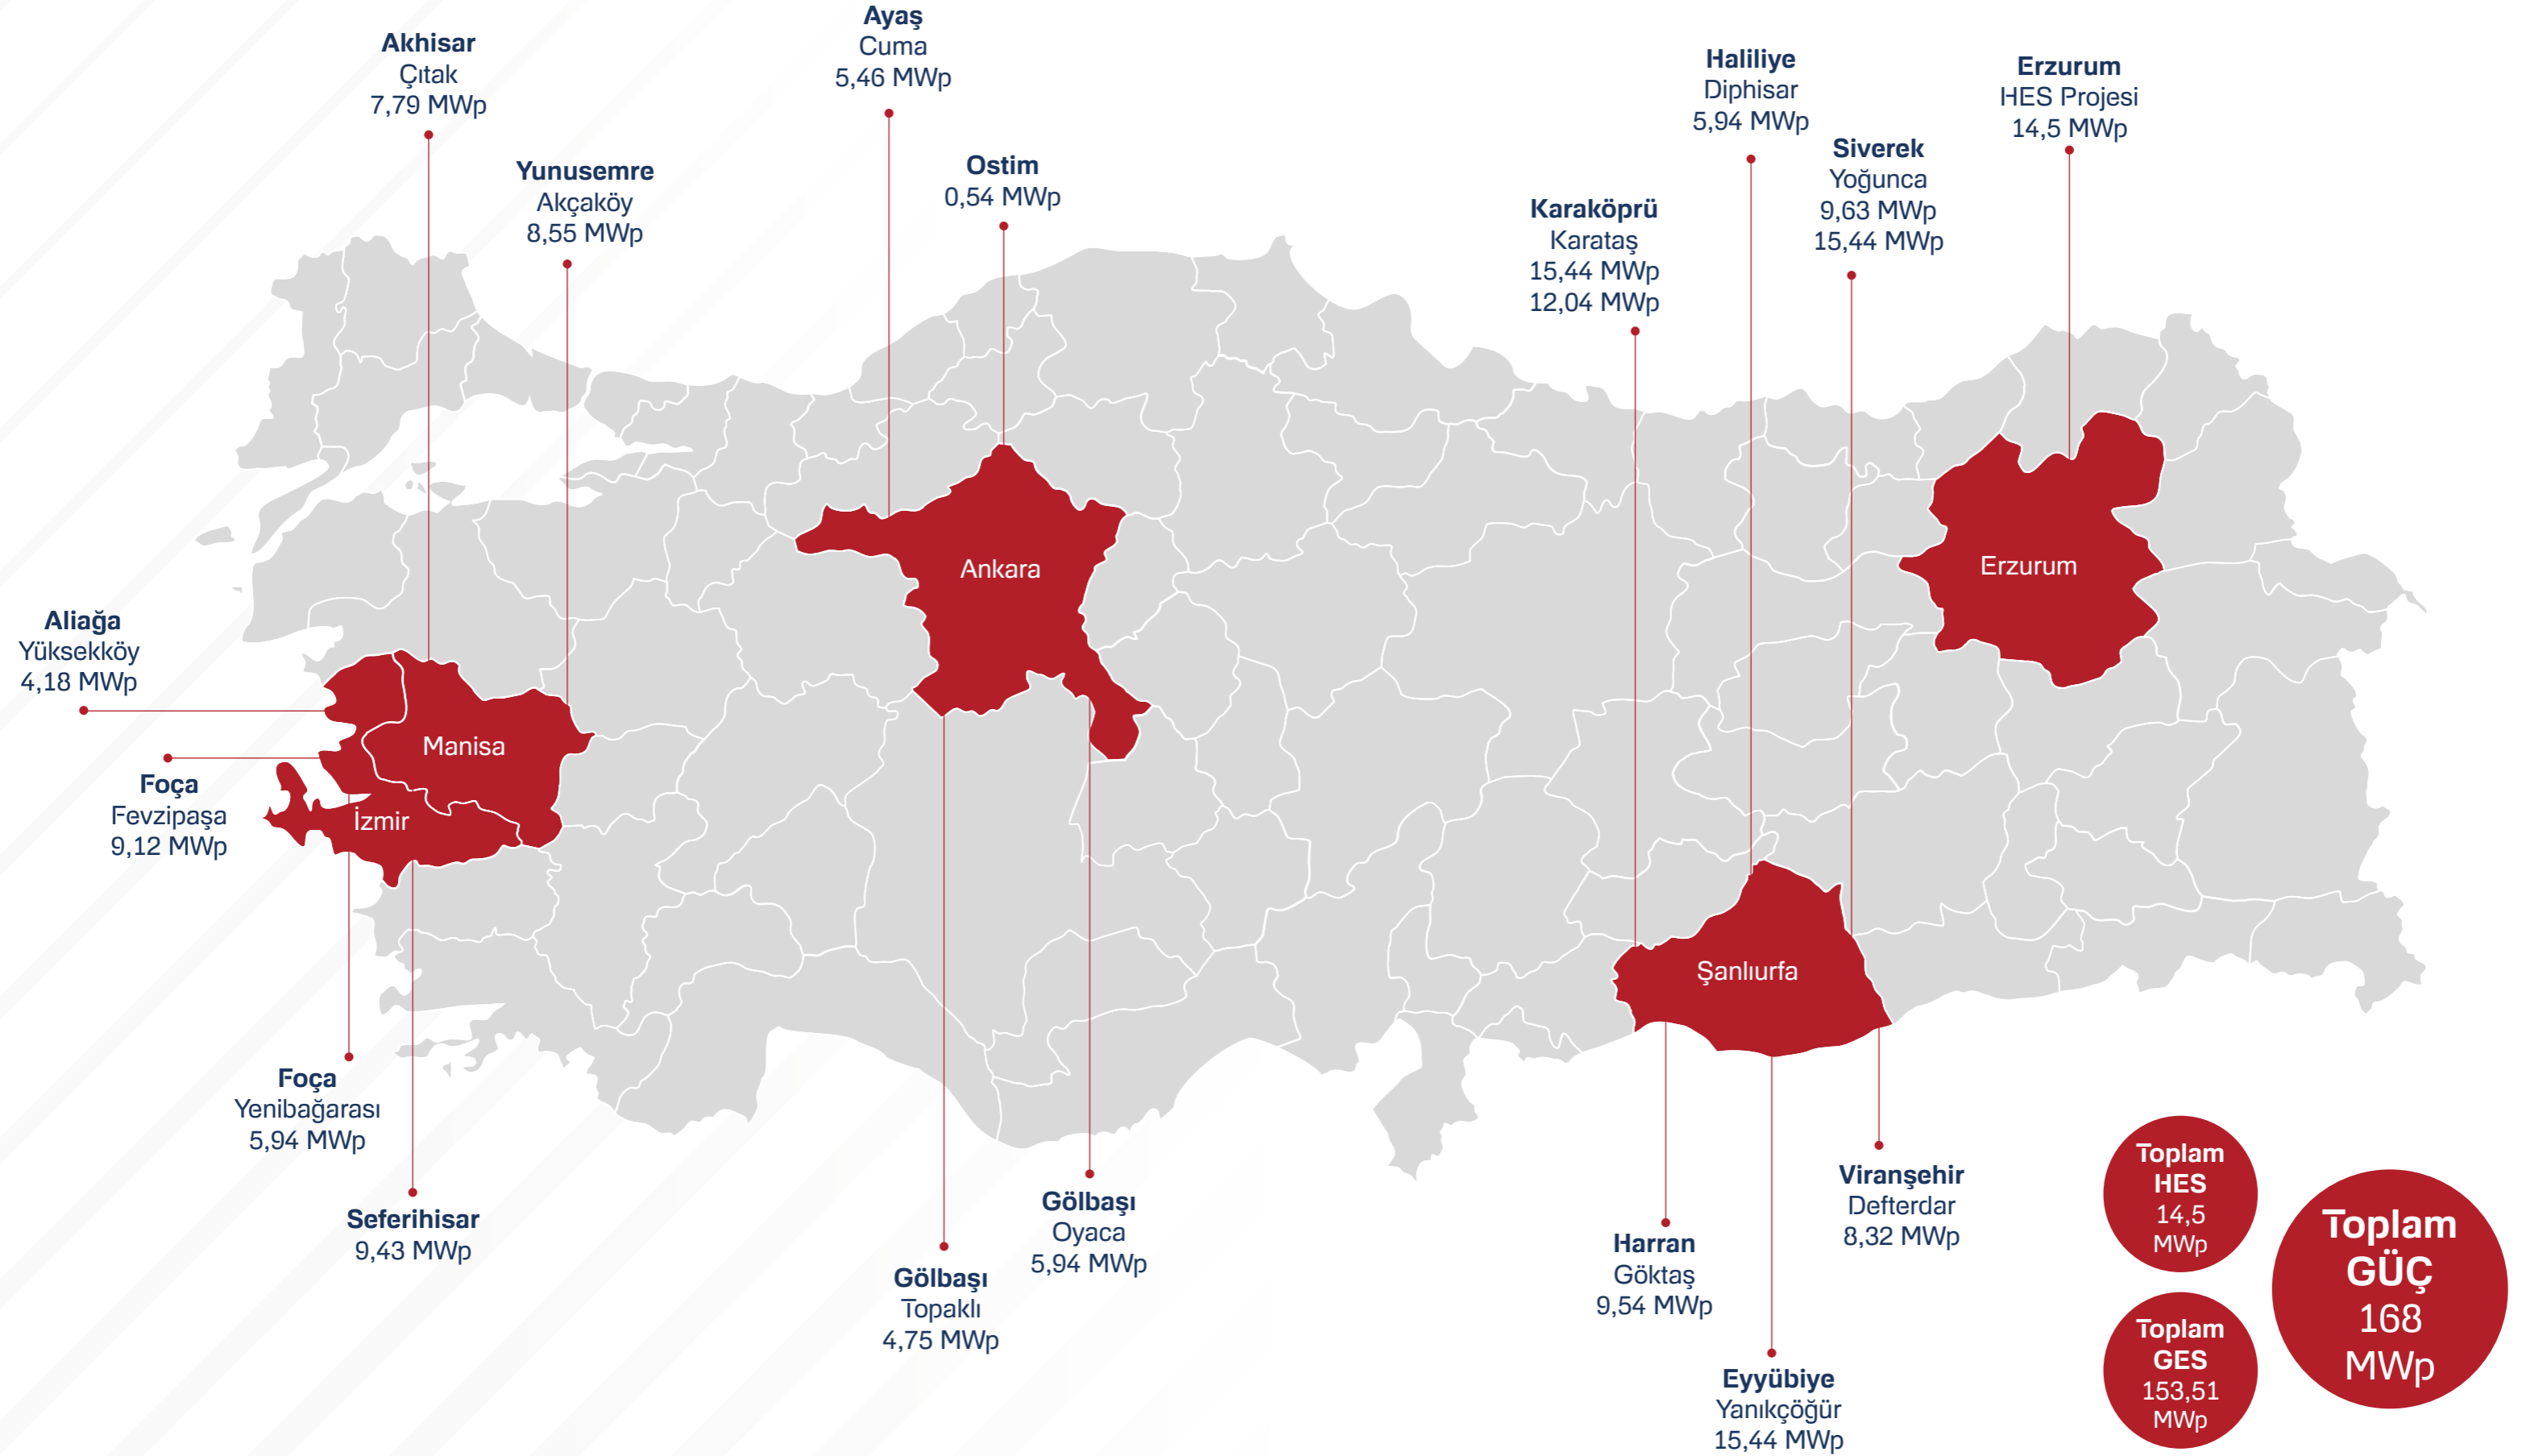 Ayaş
Cuma
5,46 MWp
Akhisar
Çıtak
7,79 MWp
Haliliye
Diphisar
5,94 MWp
Erzurum
HES Projesi
14,5 MWp
Yunusemre
Akçaköy
8,55 MWp
Ostim
0,54 MWp
Siverek
Yoğunca
9,63 MWp
15,44 MWp
Karaköprü
Karataş
15,44 MWp
12,04 MWp
Ankara
Erzurum
Aliağa
Yüksekköy
4,18 MWp
Manisa
Foça
Fevzipaşa
9,12 MWp
İzmir
Şanlıurfa
Foça
Yenibağarası
5,94 MWp
Seferihisar
9,43 MWp
Gölbaşı
Topaklı
4,75 MWp
Gölbaşı
Oyaca
5,94 MWp
Harran
Göktaş
9,54 MWp
Viranşehir
Defterdar
8,32 MWp
Eyyübiye
Yanıkçöğür
15,44 MWp
Toplam
HES
14,5
MWp
Toplam
GES
153,51
MWp
Toplam
GÜÇ
168
MWp